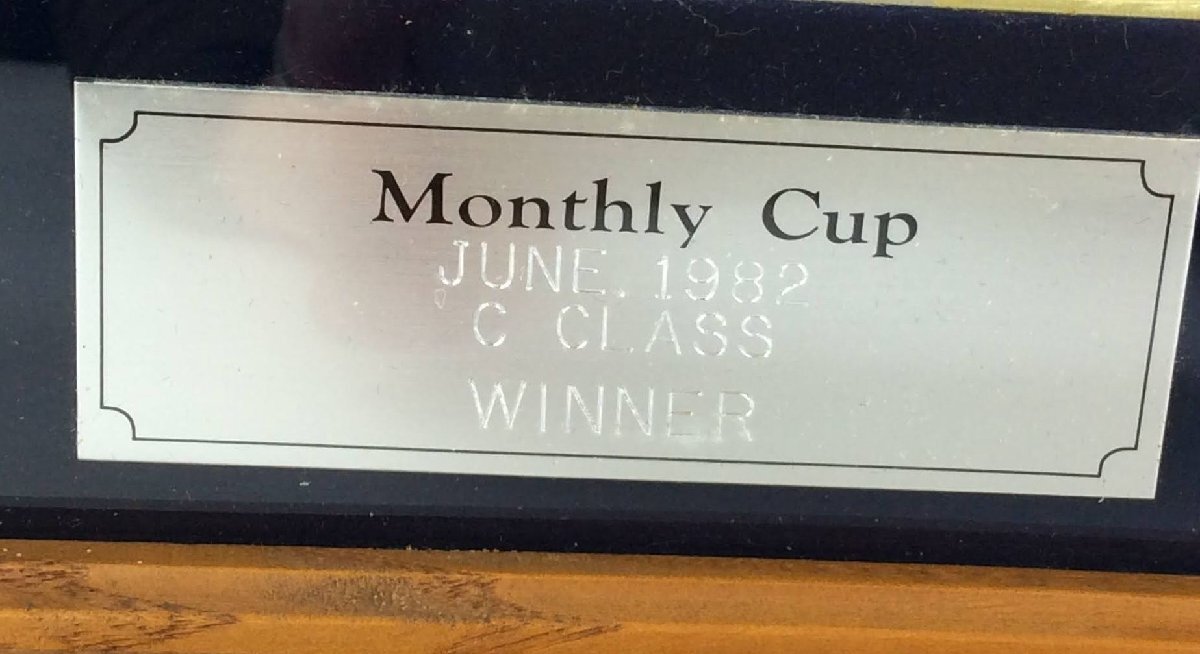 Monthly Cup
JUNE. 1982
C CLASS
WINNER